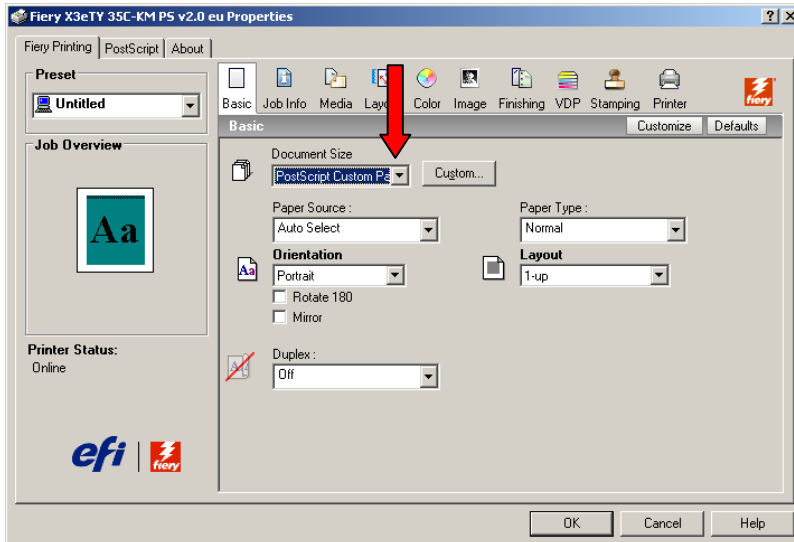 Fiery X3eTY 35C-KM PS v2.0 eu Properties
Fiery Printing PostScript About
Preset
Untitled
Basic Job Info Media Color Image Finishing VDP Stamping Printer
fiery
Basic Customize Defaults
Job Overview
Aa
Document Size
PostScript Custom Pa
Custom...
Paper Source :
Paper Type :
Auto Select
Normal
Orientation
Layout
Aa
Portrait
1-up
Rotate 180
Mirror
Printer Status:
Online
Duplex :
Off
efi fiery
OK Cancel Help